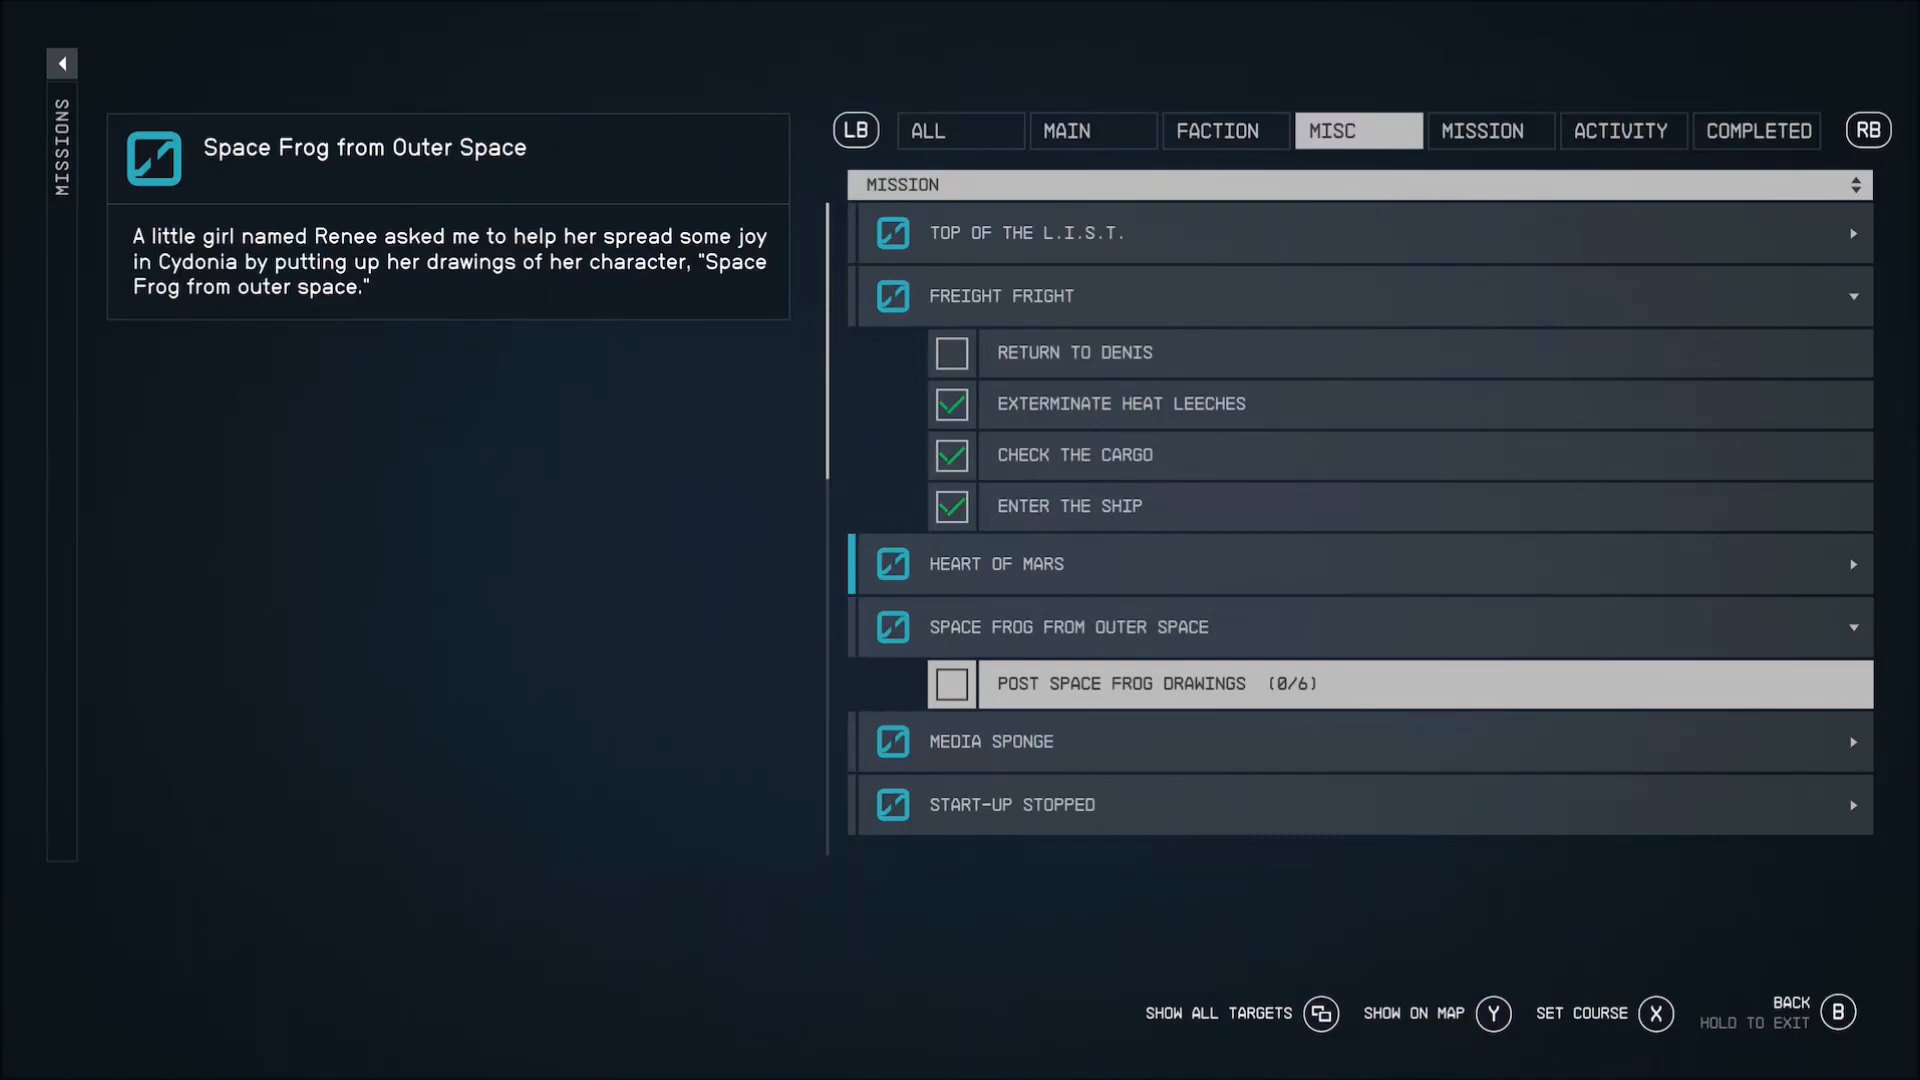 MISSIONS
Space Frog from Outer Space
A little girl named Renee asked me to help her spread some joy
in Cydonia by putting up her drawings of her character, "Space
Frog from outer space."
LB
ALL
MAIN
FACTION
MISC
MISSION
ACTIVITY
COMPLETED
RB
MISSION
TOP OF THE L.I.S.T.
FREIGHT FRIGHT
RETURN TO DENIS
EXTERMINATE HEAT LEECHES
CHECK THE CARGO
ENTER THE SHIP
HEART OF MARS
SPACE FROG FROM OUTER SPACE
POST SPACE FROG DRAWINGS (0/6)
MEDIA SPONGE
START-UP STOPPED
SHOW ALL TARGETS
SHOW ON MAP Y
SET COURSE X
BACK B
HOLD TO EXIT